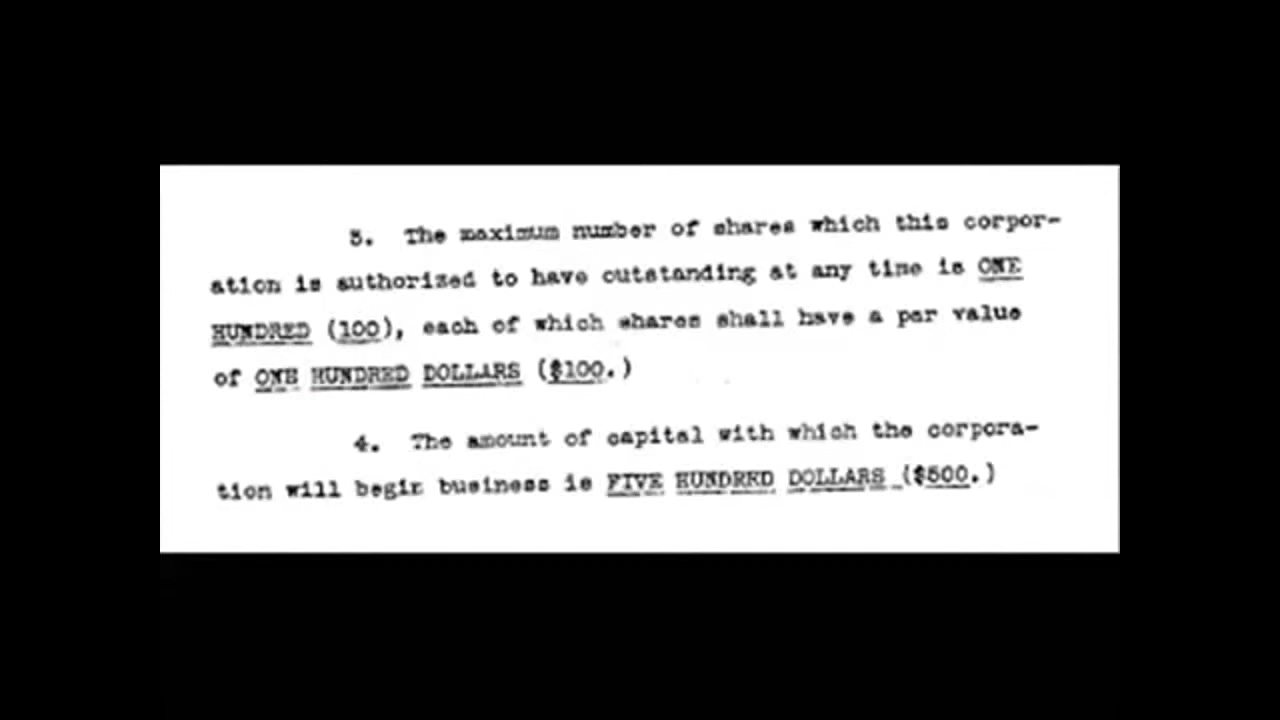 3. The maximum number of shares which this corpor-
ation is authorized to have outstanding at any time is ONE
HUNDRED (100), each of which shares shall have a par value
of ONE HUNDRED DOLLARS ($100.)
4. The amount of capital with which the corpora-
tion will begin business is FIVE HUNDRED DOLLARS ($500.)